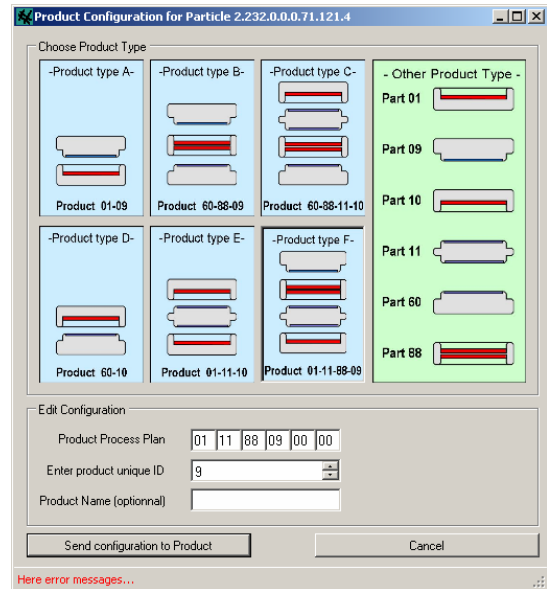 Product Configuration for Particle 2.232.0.0.0.71.121.4
Choose Product Type
-Product type A-
Product 01-09
-Product type B-
Product 60-88-09
-Product type C-
Product 60-88-11-10
-Product type D-
Product 60-10
-Product type E-
Product 01-11-10
-Product type F-
Product 01-11-88-09
- Other Product Type -
Part 01
Part 09
Part 10
Part 11
Part 60
Part 88
Edit Configuration
Product Process Plan 01 11 88 09 00 00
Enter product unique ID 9
Product Name (optionnal)
Send configuration to Product
Cancel
Here error messages...